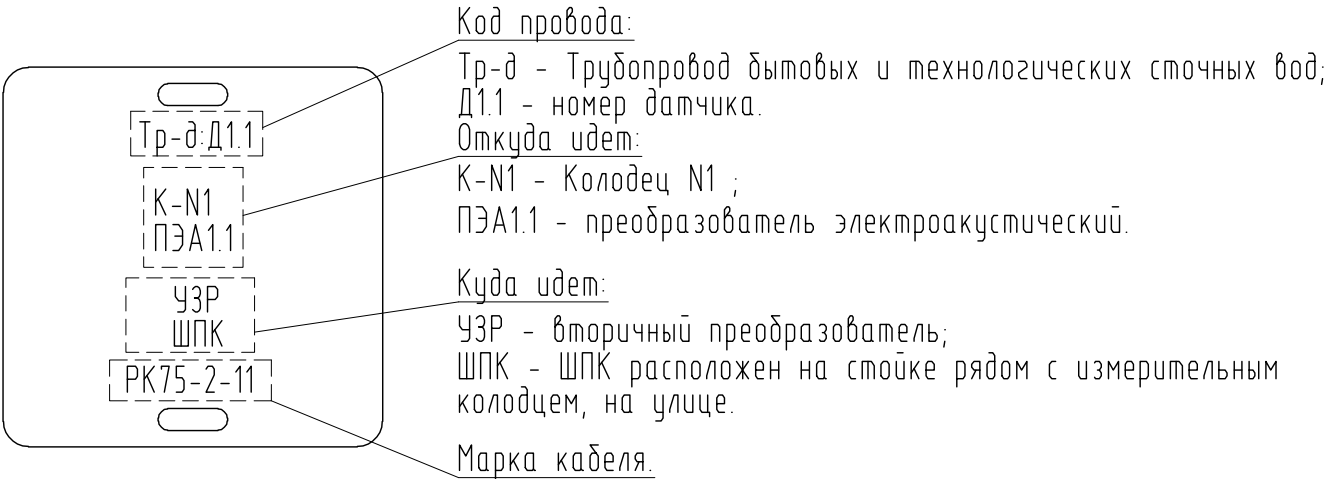 Код провода:
Тр-д - Трубопровод бытовых и технологических сточных вод;
Д1.1 - номер датчика.
Тр-д:Д1.1
Откуда идет:
К-N1 - Колодец N1 ;
К-N1
ПЭА1.1 - преобразователь электроакустический.
ПЭА1.1
Куда идет:
УЗР
УЗР - вторичный преобразователь;
ШПК
ШПК - ШПК расположен на стойке рядом с измерительным
колодцем, на улице.
РК75-2-11
Марка кабеля.